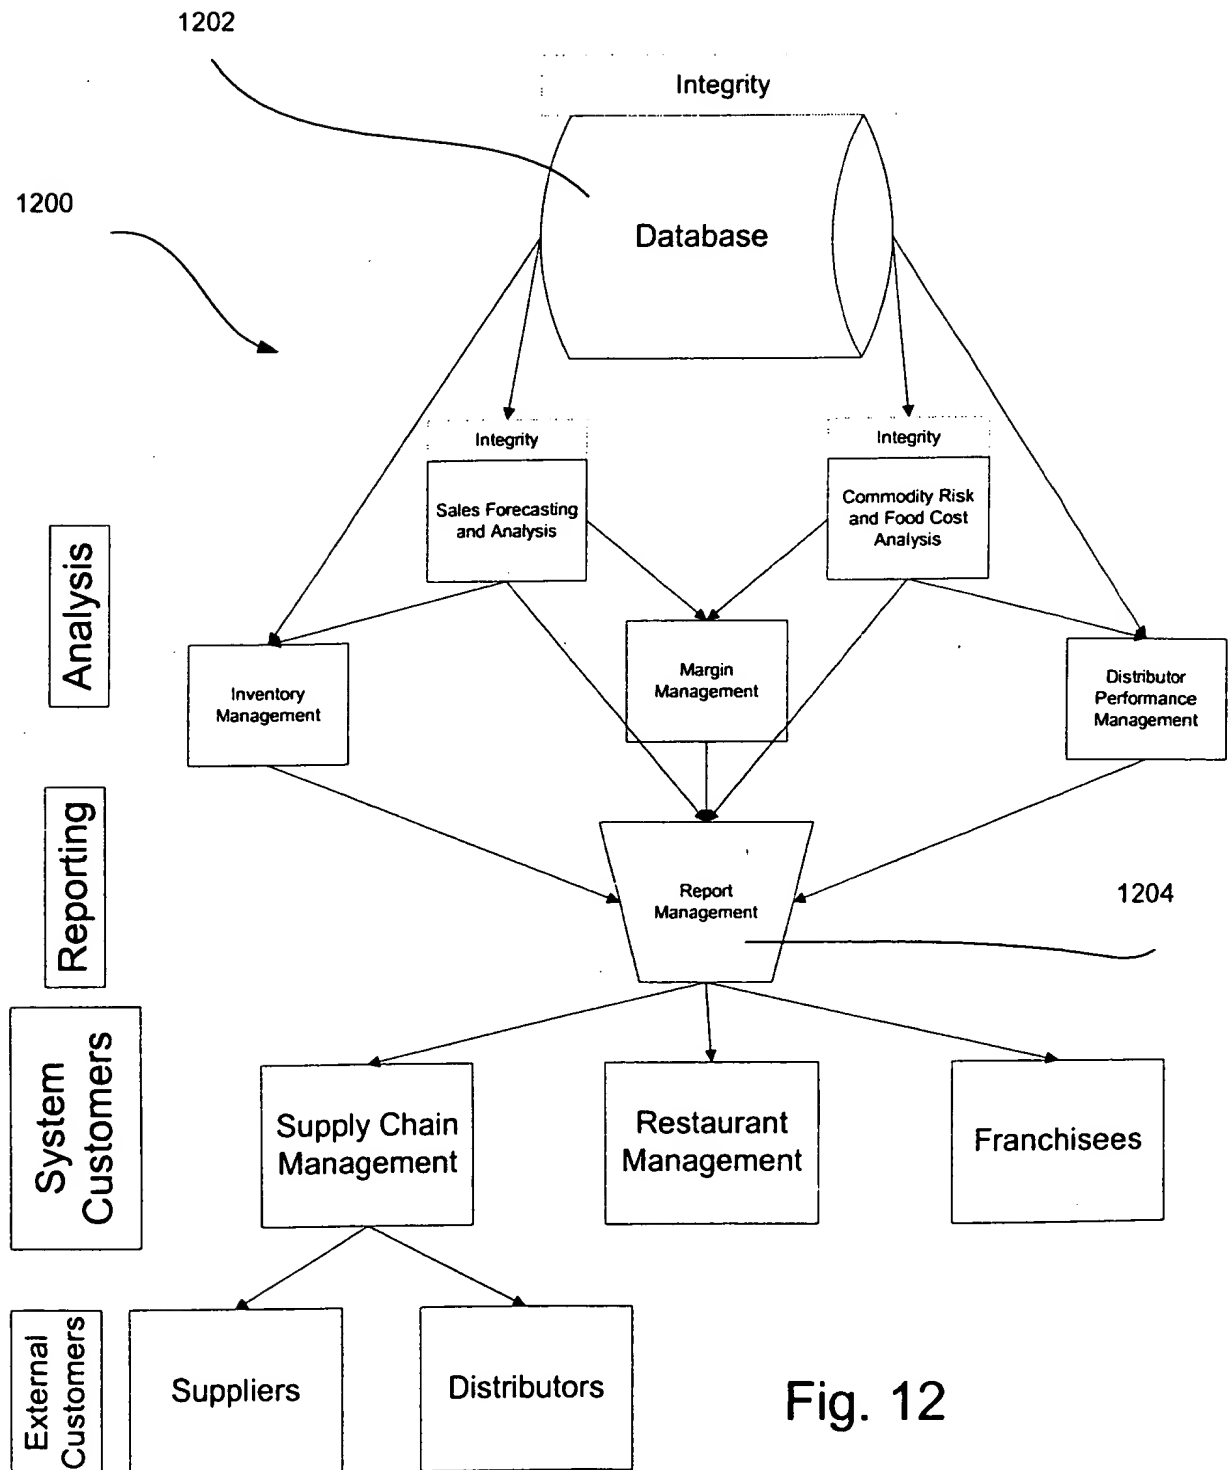 1202
Integrity
1200
Database
Integrity
Integrity
Sales Forecasting
and Analysis
Commodity Risk
and Food Cost
Analysis
Analysis
Inventory
Management
Margin
Management
Distributor
Performance
Management
Reporting
Report
Management
1204
System
Customers
Supply Chain
Management
Restaurant
Management
Franchisees
External
Customers
Suppliers
Distributors
Fig. 12